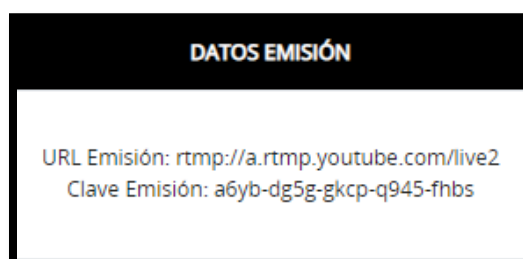 DATOS EMISIÓN
URL Emisión: rtmp://a.rtmp.youtube.com/live2
Clave Emisión: a6yb-dg5g-gkcp-q945-fhbs